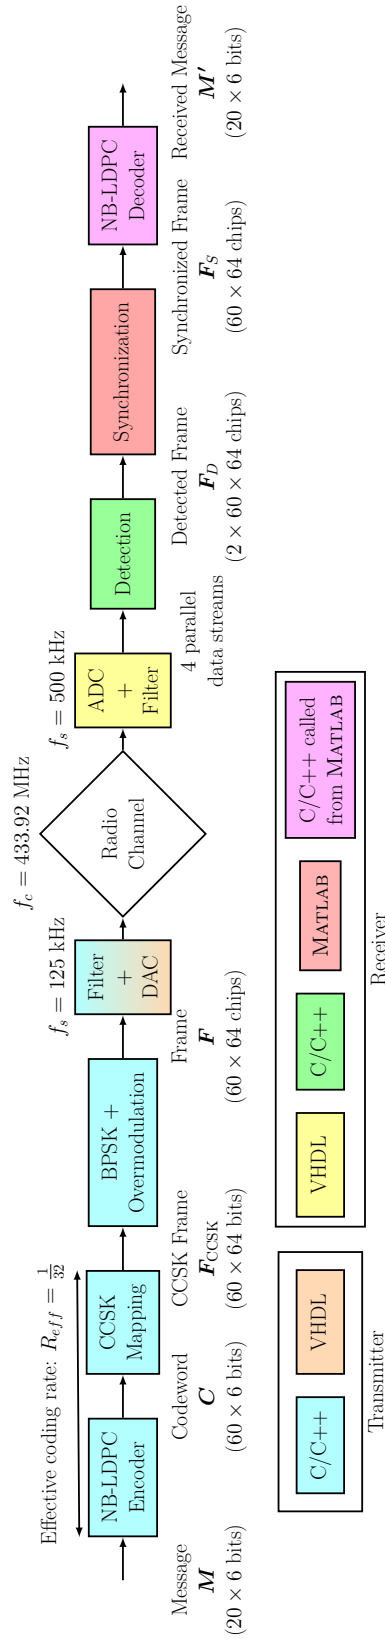 Effective coding rate: R_{eff} = 1/32
f_s = 125 kHz
f_c = 433.92 MHz
f_s = 500 kHz
NB-LDPC
Encoder
CCSK
Mapping
BPSK +
Overmodulation
Filter
+
DAC
Radio
Channel
ADC
+
Filter
Detection
Synchronization
NB-LDPC
Decoder
Message
M
(20 × 6 bits)
Codeword
C
(60 × 6 bits)
CCSK Frame
F_{CCSK}
(60 × 64 bits)
Frame
F
(60 × 64 chips)
4 parallel
data streams
Detected Frame
F_D
(2 × 60 × 64 chips)
Synchronized Frame
F_S
(60 × 64 chips)
Received Message
M′
(20 × 6 bits)
C/C++
VHDL
Transmitter
VHDL
C/C++
MATLAB
C/C++ called
from MATLAB
Receiver